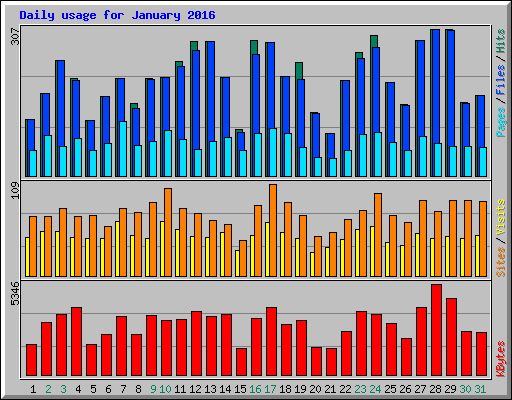 Daily usage for January 2016
307
Pages/Files/Hits
109
Sites/Visits
5346
KBytes
1 2 3 4 5 6 7 8 9 10 11 12 13 14 15 16 17 18 19 20 21 22 23 24 25 26 27 28 29 30 31